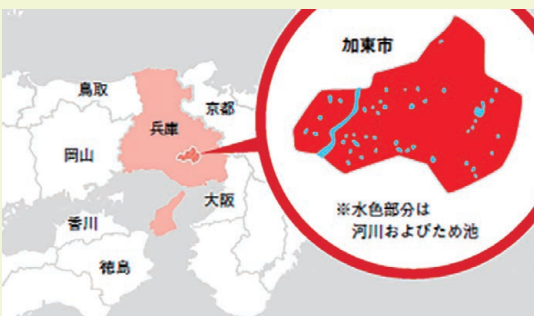 加東市
鳥取
京都
兵庫
岡山
大阪
香川
徳島
※水色部分は
河川およびため池